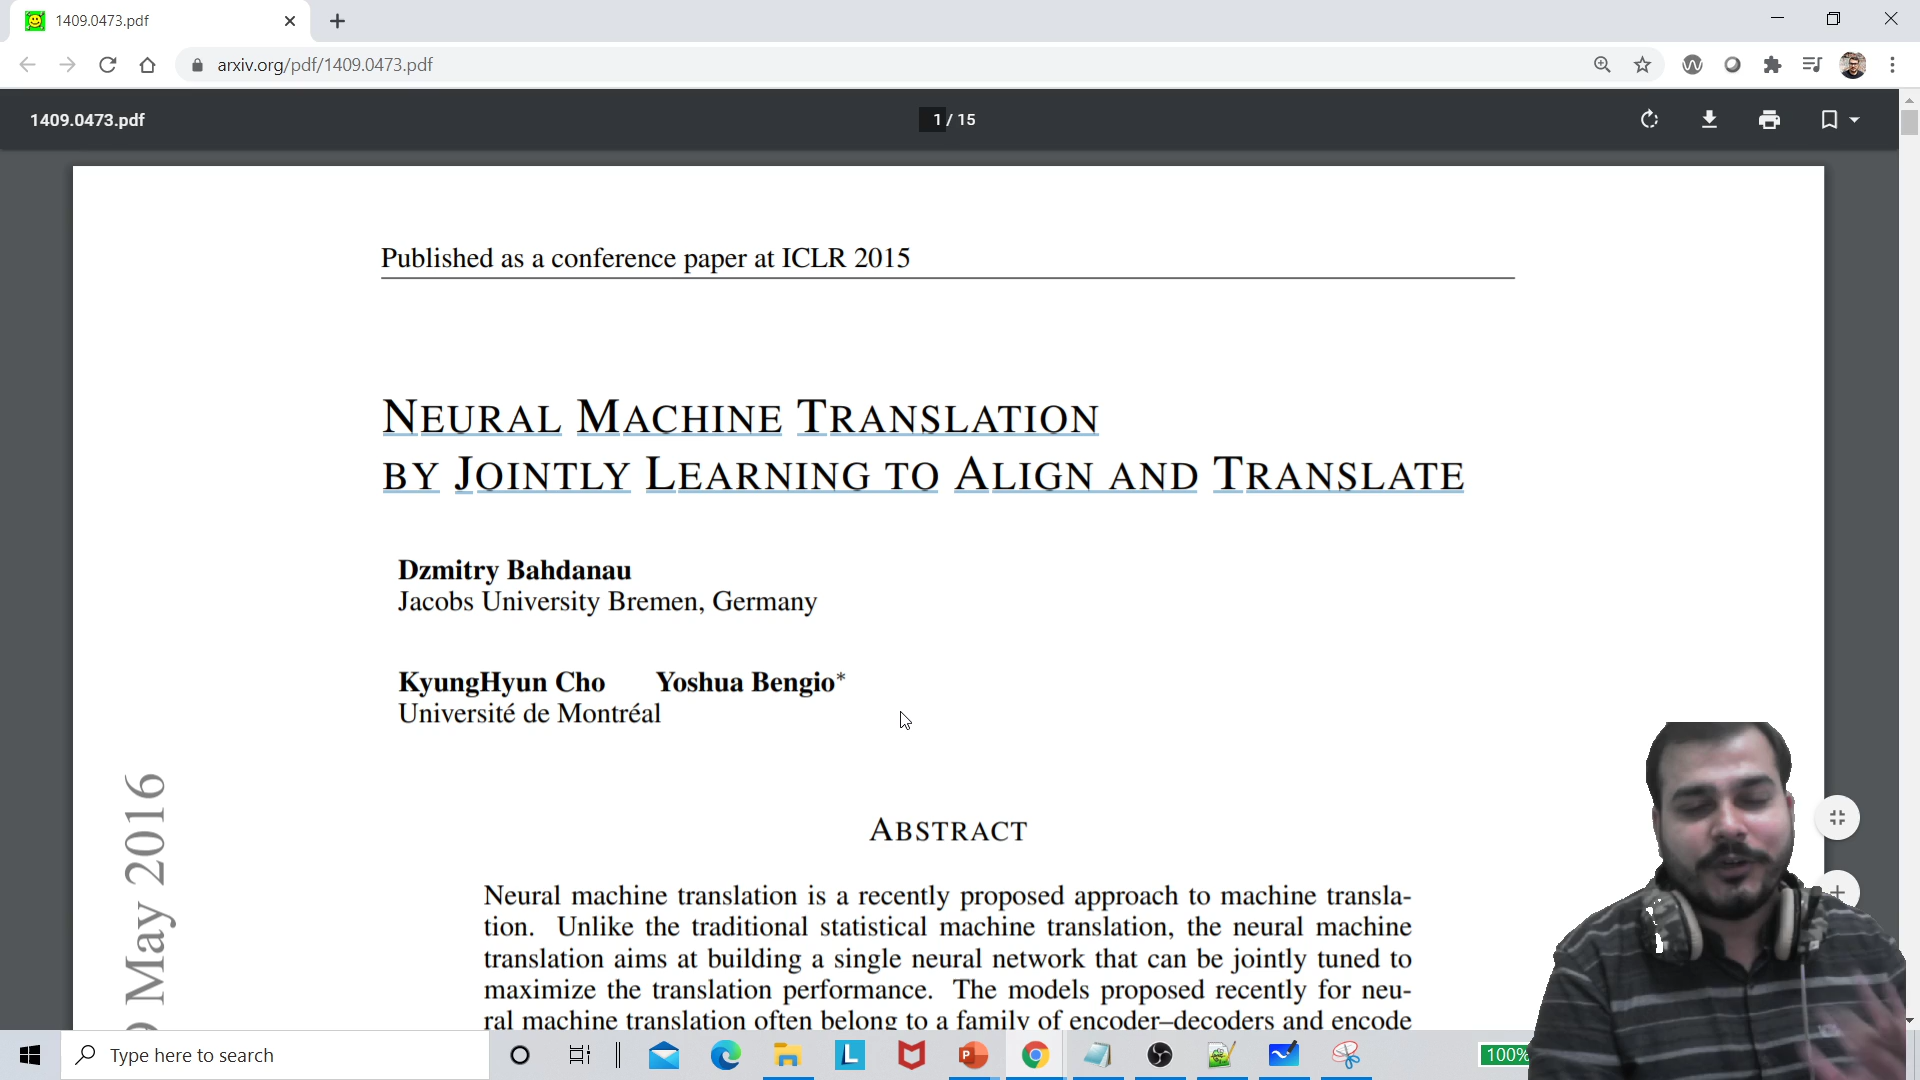 1409.0473.pdf
arxiv.org/pdf/1409.0473.pdf
1409.0473.pdf
1 / 15
Published as a conference paper at ICLR 2015
NEURAL MACHINE TRANSLATION
BY JOINTLY LEARNING TO ALIGN AND TRANSLATE
Dzmitry Bahdanau
Jacobs University Bremen, Germany
KyungHyun Cho Yoshua Bengio*
Université de Montréal
May 2016
ABSTRACT
Neural machine translation is a recently proposed approach to machine transla-
tion. Unlike the traditional statistical machine translation, the neural machine
translation aims at building a single neural network that can be jointly tuned to
maximize the translation performance. The models proposed recently for neu-
ral machine translation often belong to a family of encoder–decoders and encode
Type here to search
L
P
100%